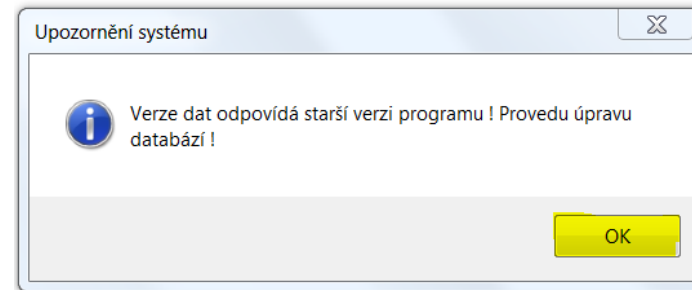 Upozornění systému
Verze dat odpovídá starší verzi programu ! Provedu úpravu
databází !
OK